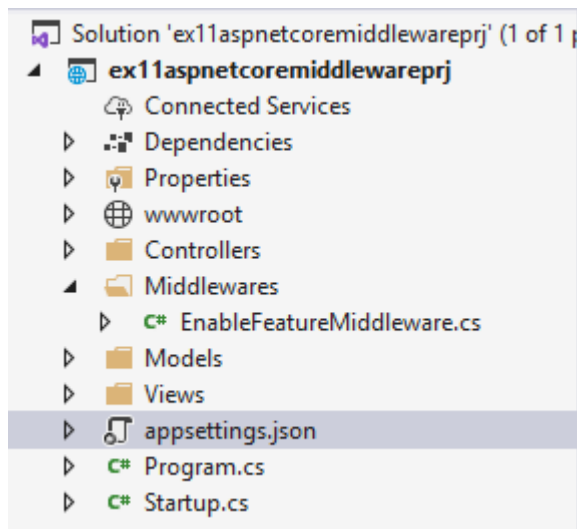 Solution 'ex11aspnetcoremiddlewareprj' (1 of 1
ex11aspnetcoremiddlewareprj
Connected Services
Dependencies
Properties
wwwroot
Controllers
Middlewares
C# EnableFeatureMiddleware.cs
Models
Views
appsettings.json
C# Program.cs
C# Startup.cs